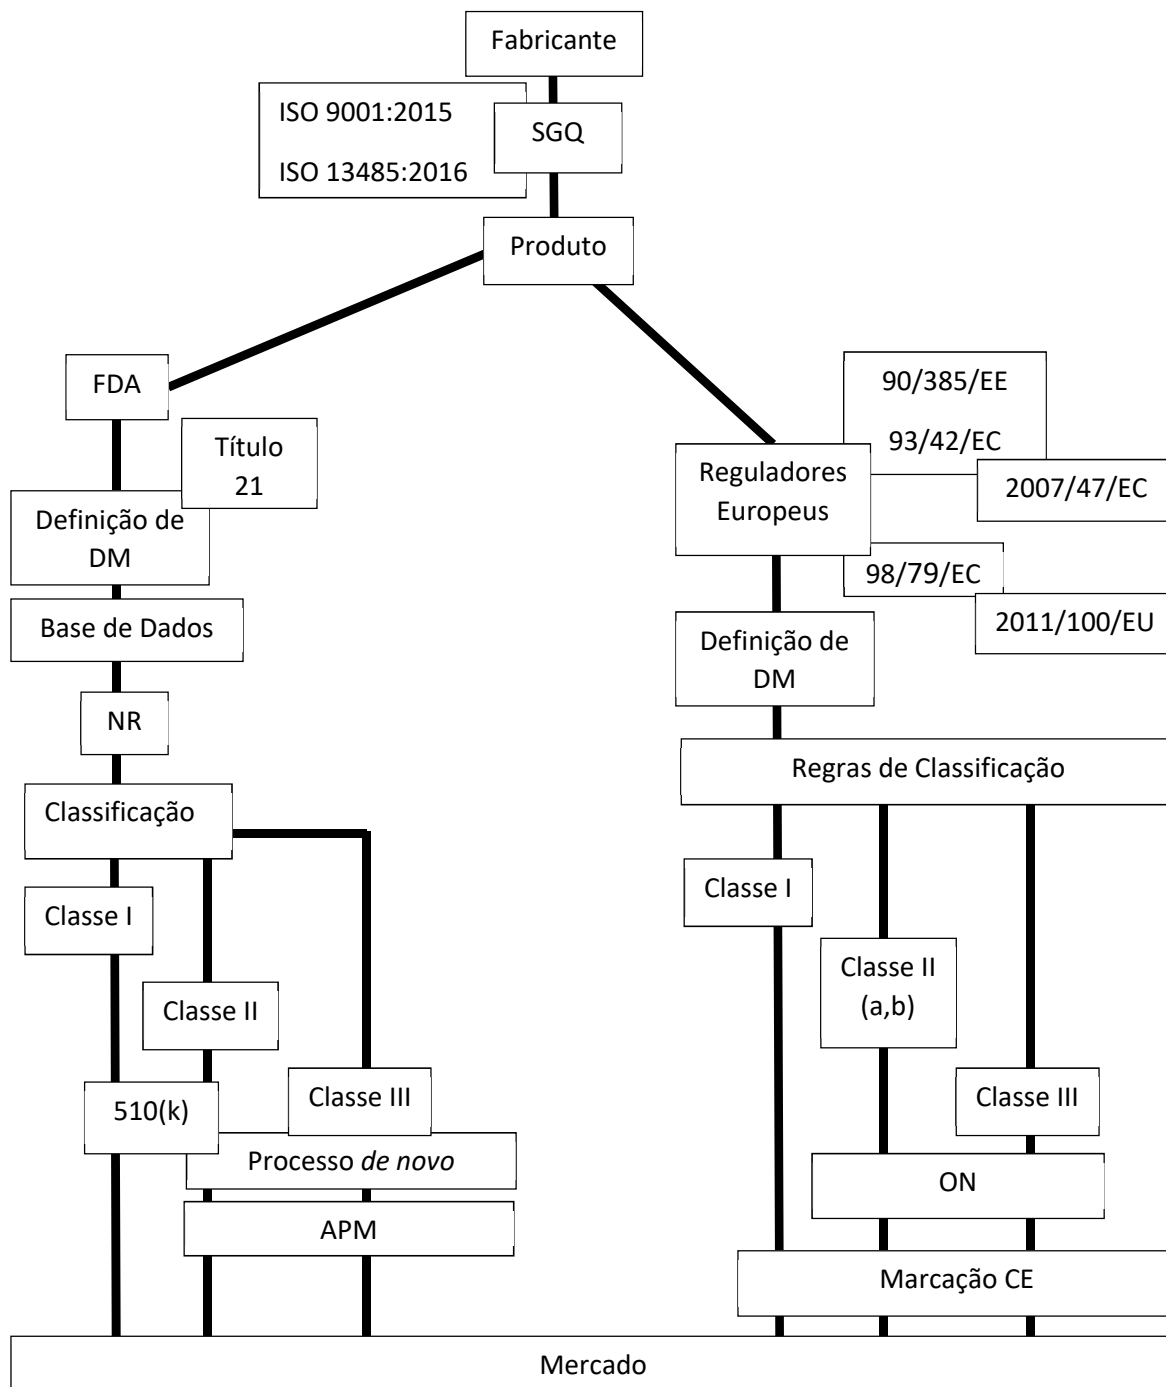 Fabricante
ISO 9001:2015
ISO 13485:2016
SGQ
Produto
FDA
Título
21
Definição de
DM
Base de Dados
NR
Classificação
Classe I
Classe II
Classe III
510(k)
Processo de novo
APM
90/385/EE
93/42/EC
2007/47/EC
Reguladores
Europeus
98/79/EC
2011/100/EU
Definição de
DM
Regras de Classificação
Classe I
Classe II
(a,b)
Classe III
ON
Marcação CE
Mercado